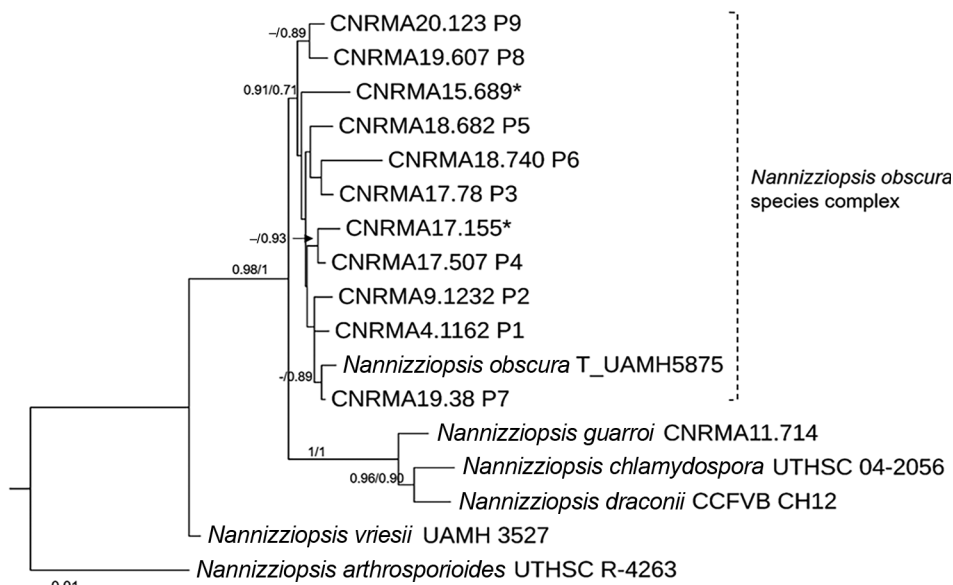 –/0.89
CNRMA20.123 P9
CNRMA19.607 P8
0.91/0.71
CNRMA15.689*
CNRMA18.682 P5
CNRMA18.740 P6
CNRMA17.78 P3
Nannizziopsis obscura
species complex
CNRMA17.155*
–/0.93
CNRMA17.507 P4
0.98/1
CNRMA9.1232 P2
CNRMA4.1162 P1
Nannizziopsis obscura T_UAMH5875
-/0.89
CNRMA19.38 P7
Nannizziopsis guarroi CNRMA11.714
1/1
Nannizziopsis chlamydospora UTHSC 04-2056
0.96/0.90
Nannizziopsis draconii CCFVB CH12
Nannizziopsis vriesii UAMH 3527
Nannizziopsis arthrosporioides UTHSC R-4263